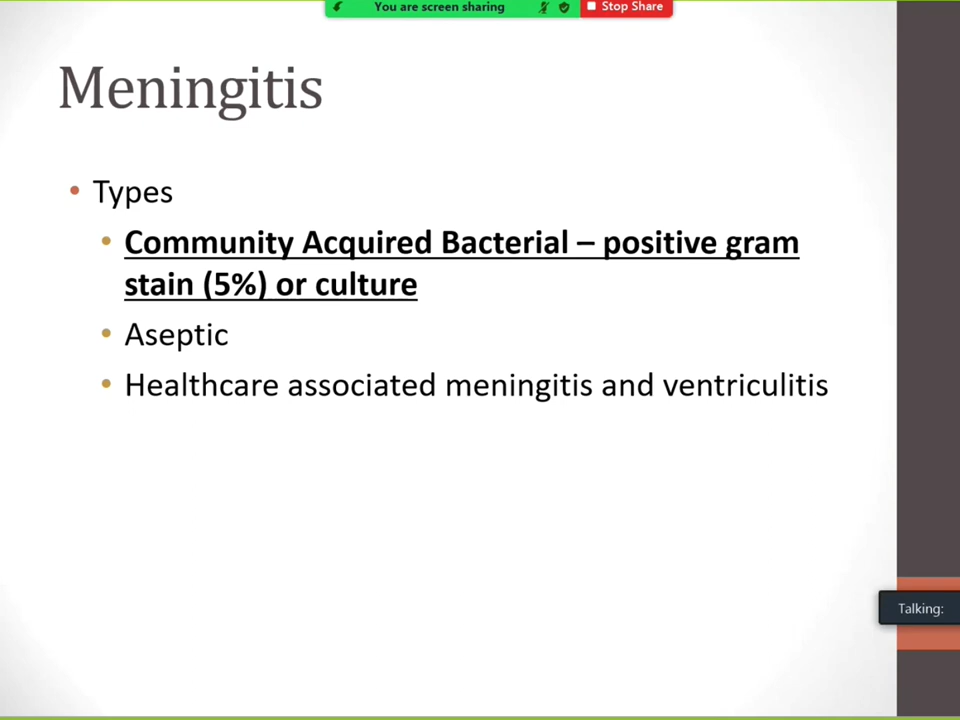 You are screen sharing
Stop Share
Meningitis
• Types
• Community Acquired Bacterial – positive gram
stain (5%) or culture
• Aseptic
• Healthcare associated meningitis and ventriculitis
Talking: